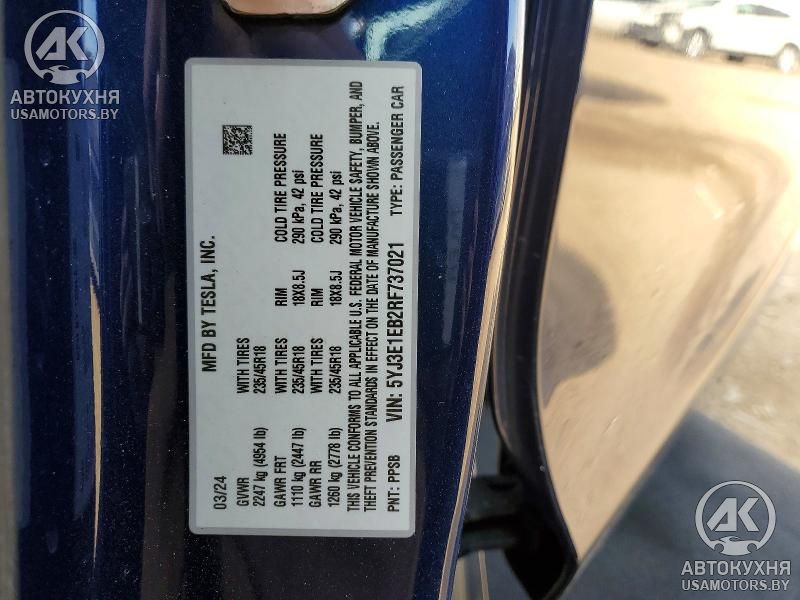 АК
АВТОКУХНЯ
USAMOTORS.BY
MFD BY TESLA, INC.
03/24
GVWR
2247 kg (4954 lb)
WITH TIRES
235/45R18
GAWR FRT WITH TIRES RIM COLD TIRE PRESSURE
1110 kg (2447 lb) 235/45R18 18X8.5J 290 kPa, 42 psi
GAWR RR WITH TIRES RIM COLD TIRE PRESSURE
1260 kg (2778 lb) 235/45R18 18X8.5J 290 kPa, 42 psi
THIS VEHICLE CONFORMS TO ALL APPLICABLE U.S. FEDERAL MOTOR VEHICLE SAFETY, BUMPER, AND
THEFT PREVENTION STANDARDS IN EFFECT ON THE DATE OF MANUFACTURE SHOWN ABOVE.
PNT: PPSB VIN: 5YJ3E1EB2RF737021 TYPE: PASSENGER CAR
АК
АВТОКУХНЯ
USAMOTORS.BY